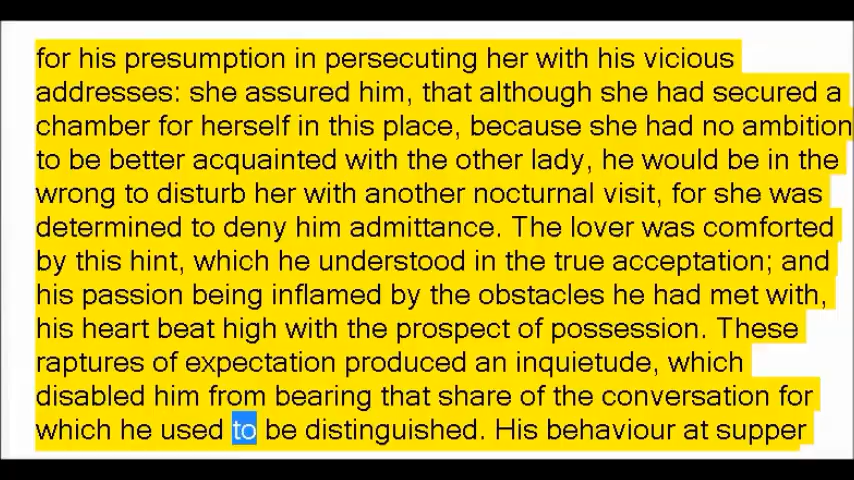 for his presumption in persecuting her with his vicious
addresses: she assured him, that although she had secured a
chamber for herself in this place, because she had no ambition
to be better acquainted with the other lady, he would be in the
wrong to disturb her with another nocturnal visit, for she was
determined to deny him admittance. The lover was comforted
by this hint, which he understood in the true acceptation; and
his passion being inflamed by the obstacles he had met with,
his heart beat high with the prospect of possession. These
raptures of expectation produced an inquietude, which
disabled him from bearing that share of the conversation for
which he used to be distinguished. His behaviour at supper